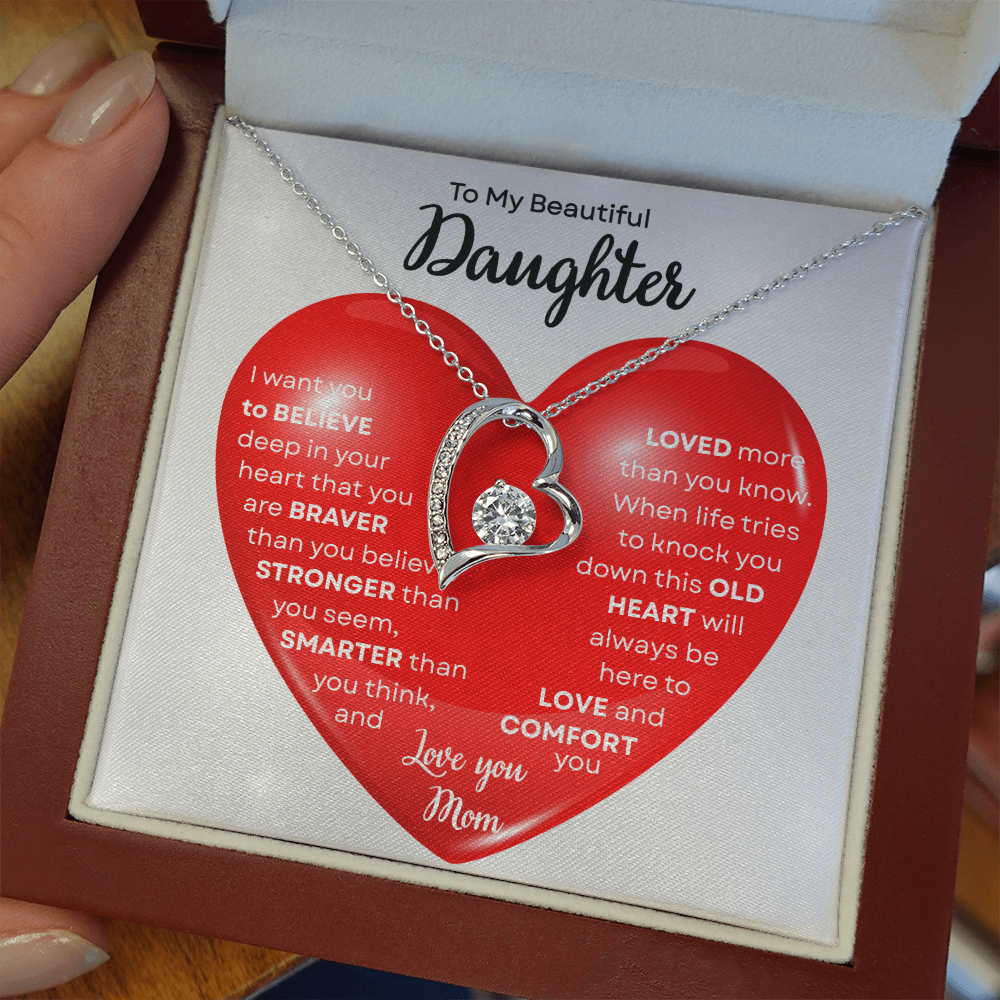 To My Beautiful
Daughter
I want you
to BELIEVE
deep in your
heart that you
are BRAVER
than you believ
STRONGER than
you seem,
SMARTER than
you think,
and
LOVED more
than you know.
When life tries
to knock you
down this OLD
HEART will
always be
here to
LOVE and
COMFORT
you
Love you
Mom